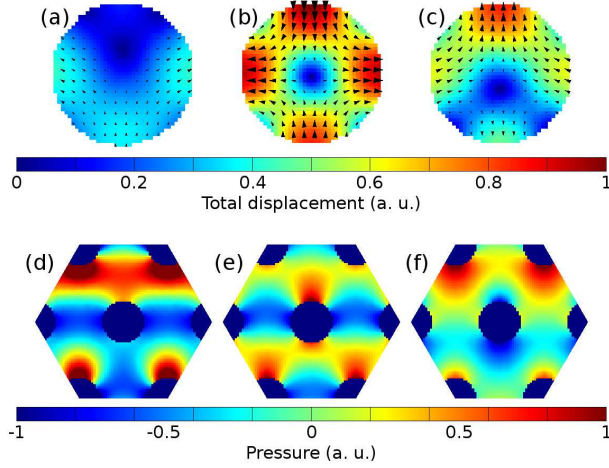 (a) (b) (c)
0 0.2 0.4 0.6 0.8 1
Total displacement (a. u.)
(d) (e) (f)
-1 -0.5 0 0.5 1
Pressure (a. u.)